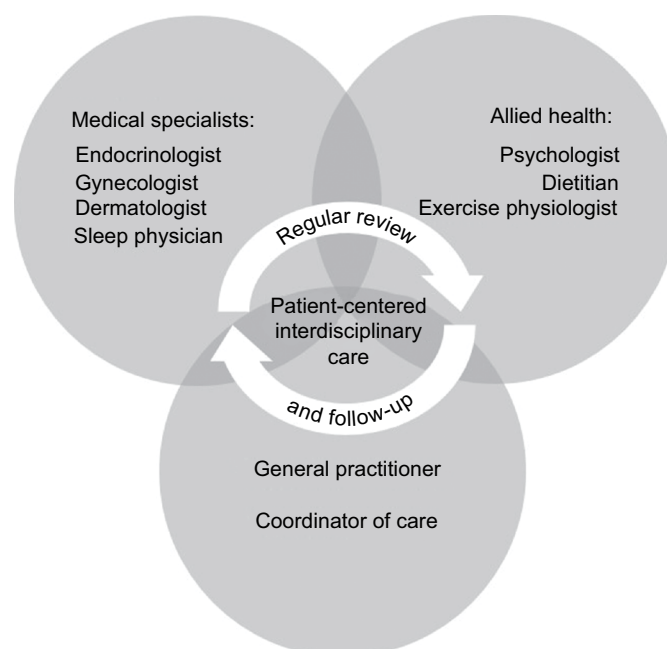 Medical specialists:
Endocrinologist
Gynecologist
Dermatologist
Sleep physician
Allied health:
Psychologist
Dietitian
Exercise physiologist
Regular review
Patient-centered
interdisciplinary
care
and follow-up
General practitioner
Coordinator of care